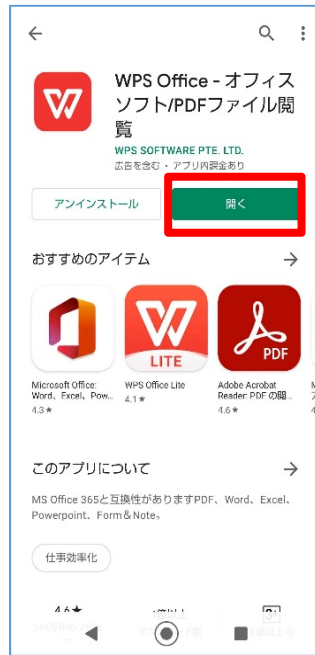 WPS Office - オフィス
ソフト/PDFファイル閲
覧
WPS SOFTWARE PTE. LTD.
広告を含む・アプリ内課金あり
アンインストール
開く
おすすめのアイテム
LITE
PDF
Microsoft Office:
Word、Excel、Pow...
4.3★
WPS Office Lite
4.1★
Adobe Acrobat
Reader: PDF の閲...
4.6★
このアプリについて
MS Office 365と互換性がありますPDF、Word、Excel、
Powerpoint、Form＆Note。
仕事効率化
4.6★
3+